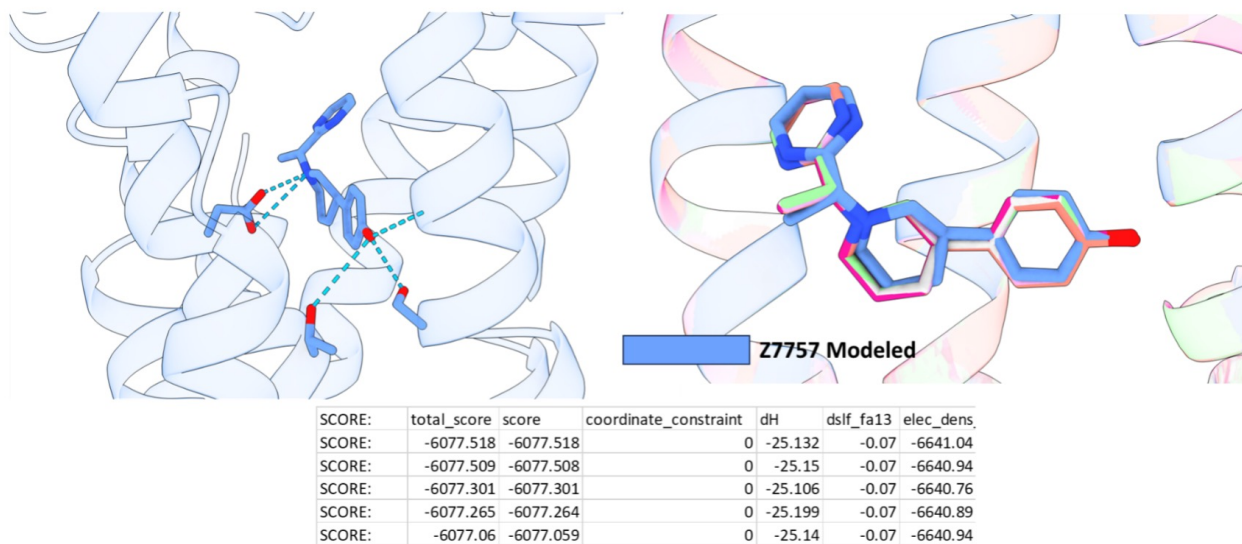 Z7757 Modeled
SCORE: total_score score coordinate_constraint dH dslf_fa13 elec_dens_
SCORE: -6077.518 -6077.518 0 -25.132 -0.07 -6641.04
SCORE: -6077.509 -6077.508 0 -25.15 -0.07 -6640.94
SCORE: -6077.301 -6077.301 0 -25.106 -0.07 -6640.76
SCORE: -6077.265 -6077.264 0 -25.199 -0.07 -6640.89
SCORE: -6077.06 -6077.059 0 -25.14 -0.07 -6640.94